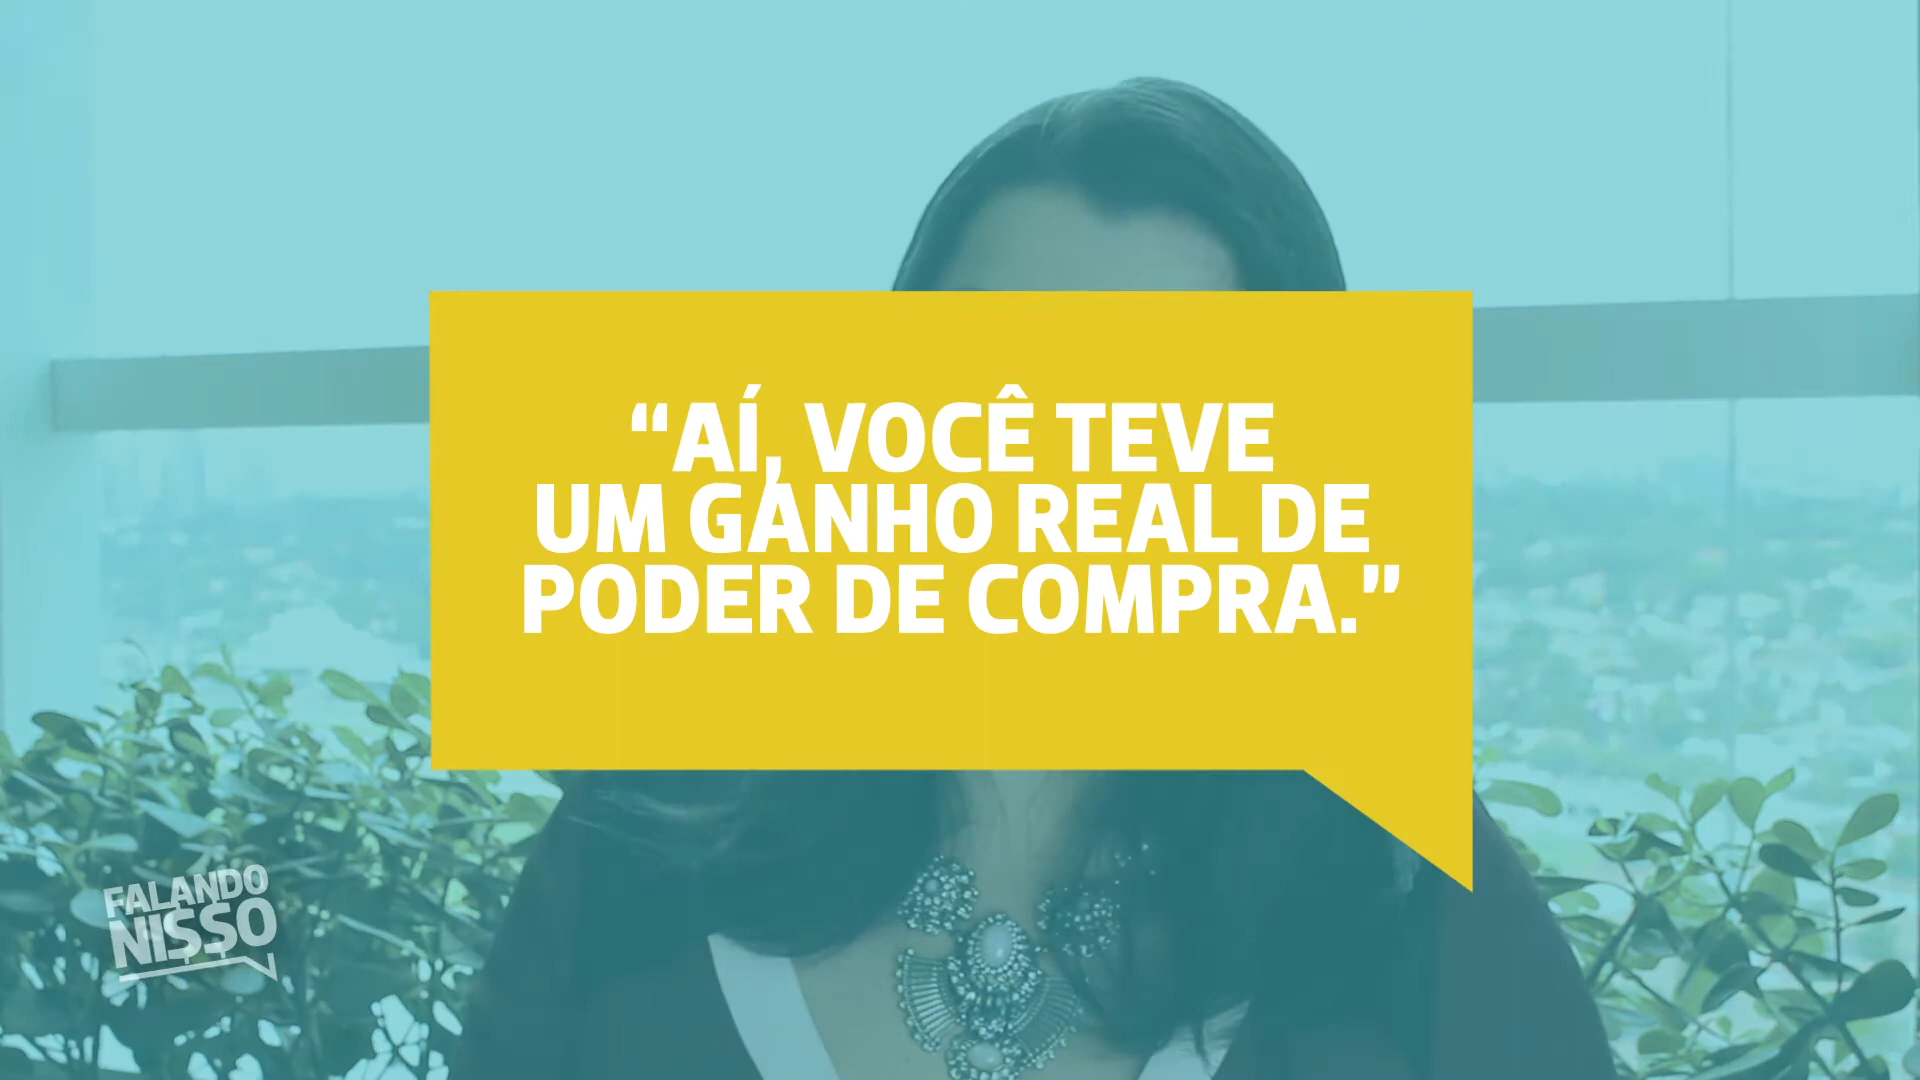 “AÍ, VOCÊ TEVE
UM GANHO REAL DE
PODER DE COMPRA.”
FALANDO
NISSO